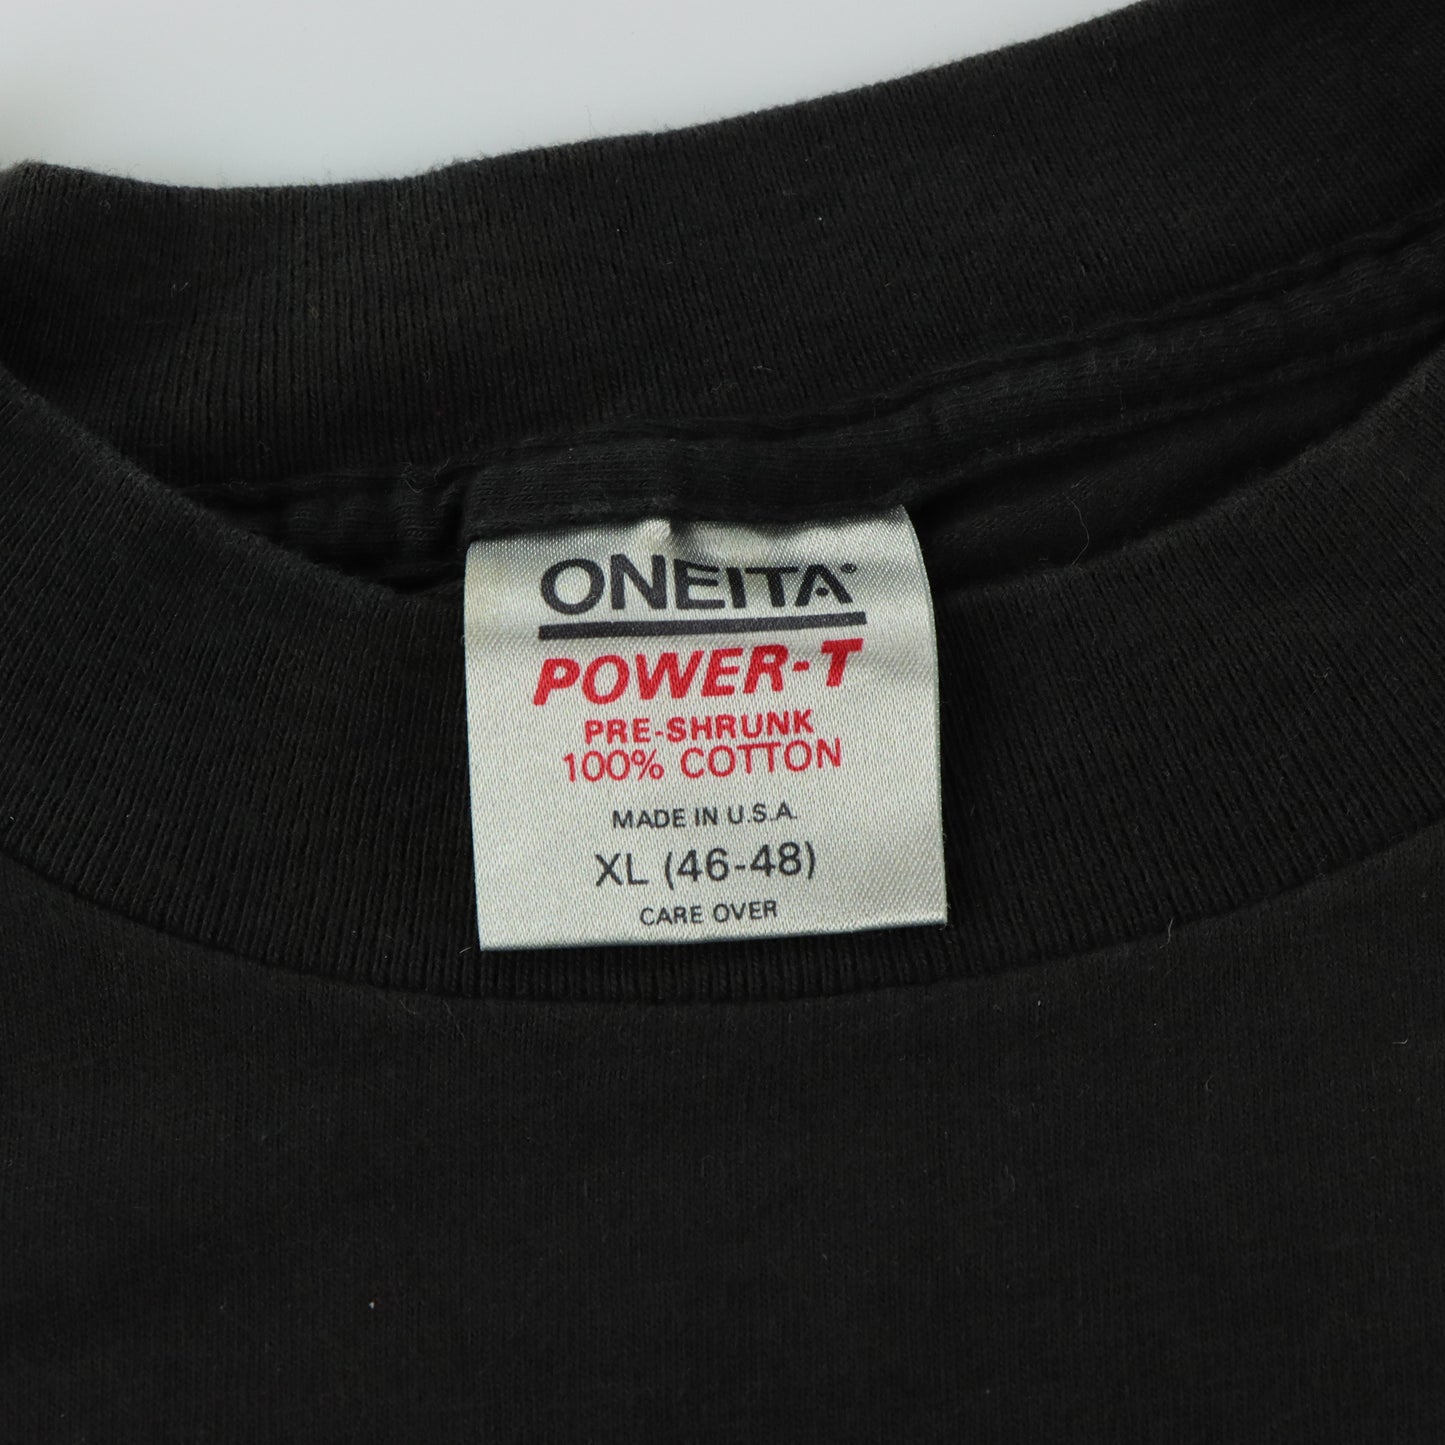 ONEITA®
POWER-T
PRE-SHRUNK
100% COTTON
MADE IN U.S.A.
XL (46-48)
CARE OVER